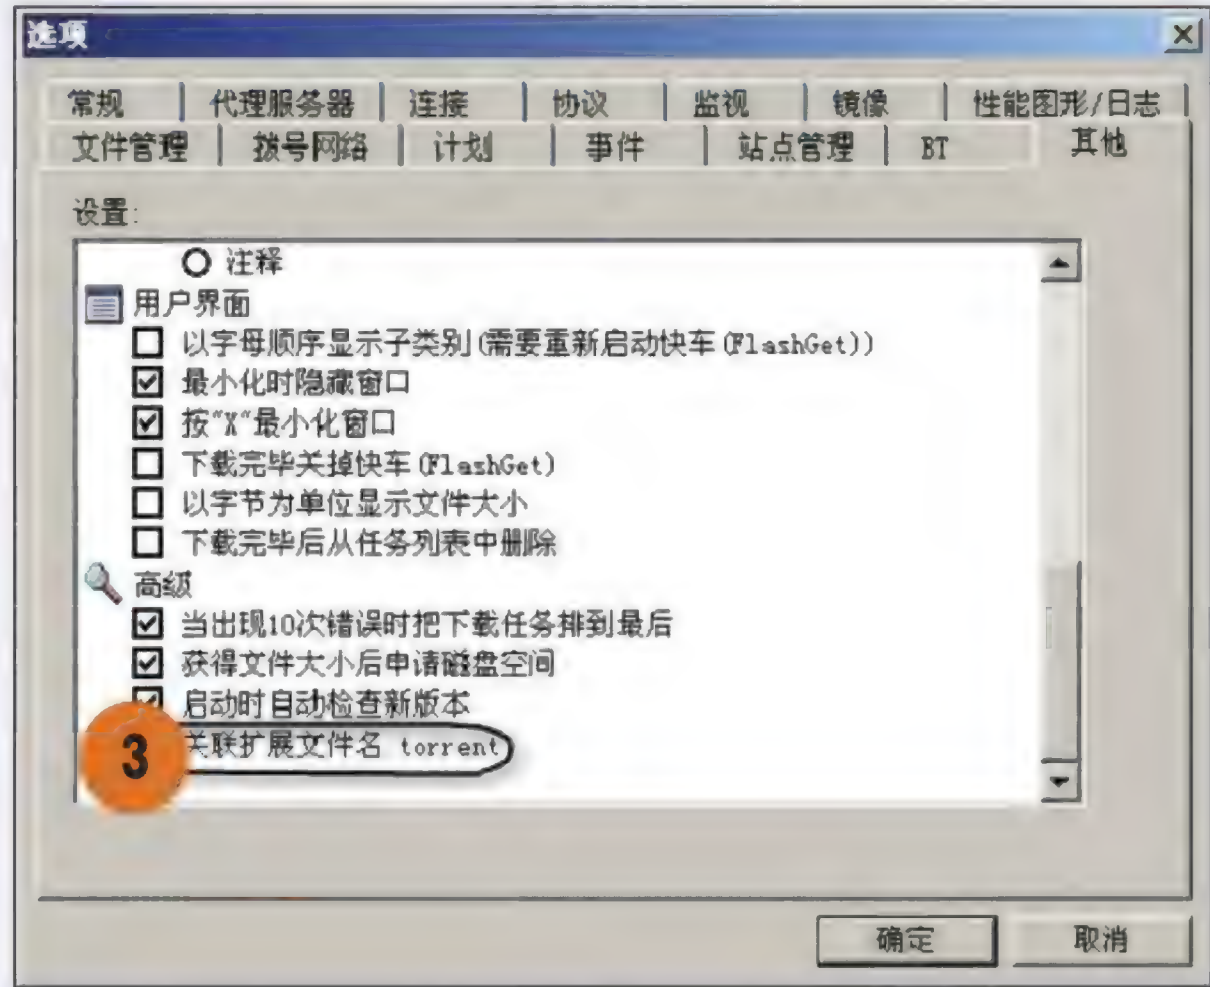 选项
常规 代理服务器 连接 协议 监视 镜像 性能图形/日志
文件管理 拨号网络 计划 事件 站点管理 BT 其他
设置:
注释
用户界面
以字母顺序显示子类别(需要重新启动快车(FlashGet))
最小化时隐藏窗口
按"X"最小化窗口
下载完毕关掉快车(FlashGet)
以字节为单位显示文件大小
下载完毕后从任务列表中删除
高级
当出现10次错误时把下载任务排到最后
获得文件大小后申请磁盘空间
启动时自动检查新版本
关联扩展文件名 torrent
3
确定 取消